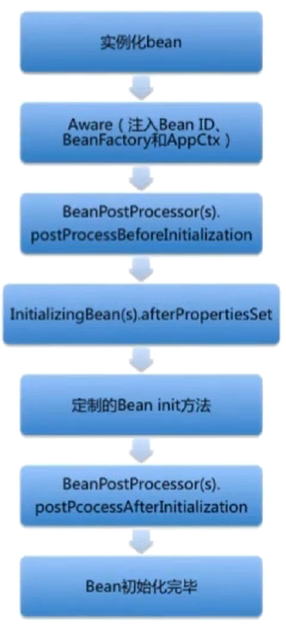 实例化bean
Aware（注入Bean ID、
BeanFactory和AppCtx）
BeanPostProcessor(s).
postProcessBeforeInitialization
InitializingBean(s).afterPropertiesSet
定制的Bean init方法
BeanPostProcessor(s).
postPcocessAfterInitialization
Bean初始化完毕